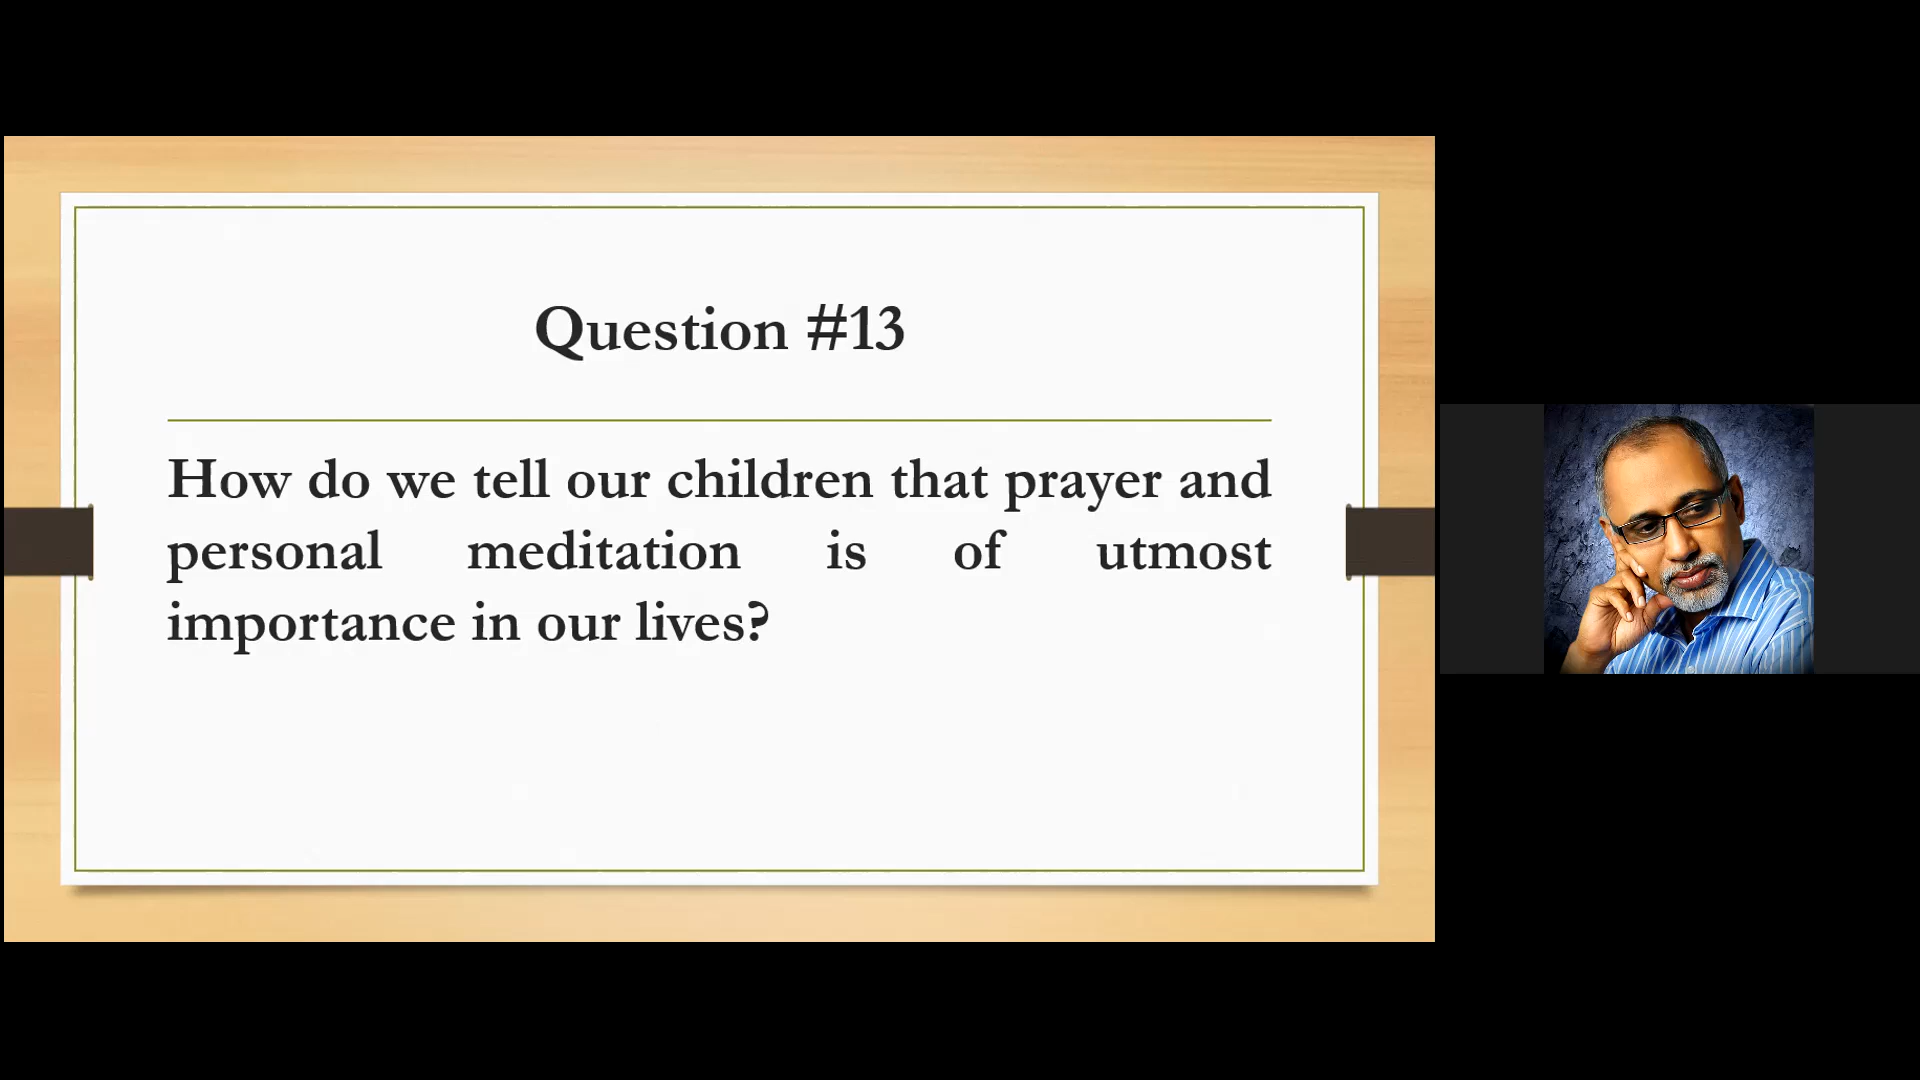 Question #13
How do we tell our children that prayer and
personal meditation is of utmost
importance in our lives?